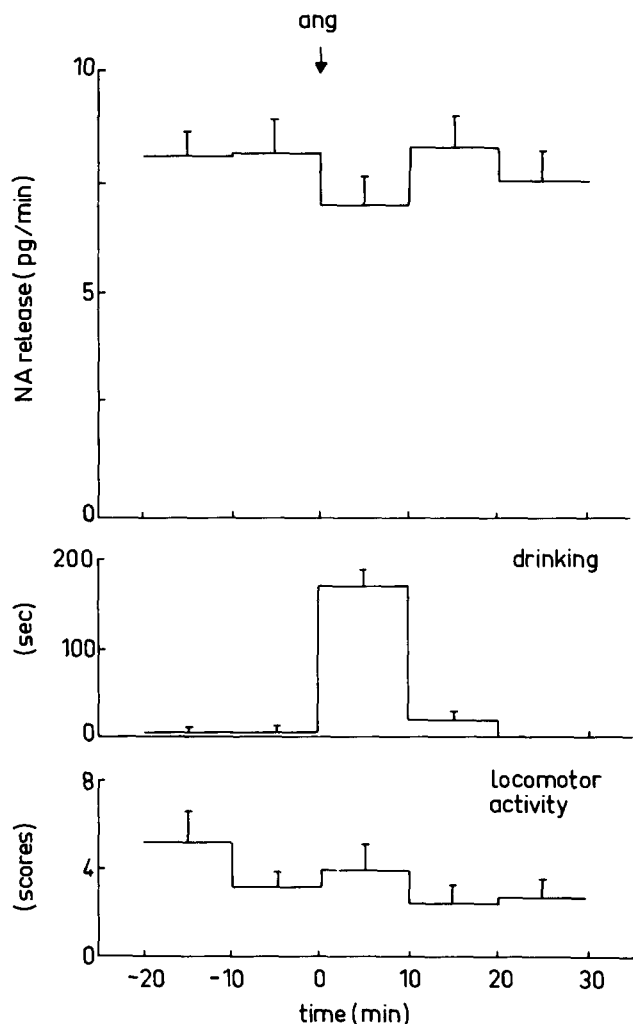 ang
10
5
0
NA release (pg/min)
200
100
0
(sec)
drinking
8
4
0
(scores)
locomotor
activity
-20 -10 0 10 20 30
time (min)